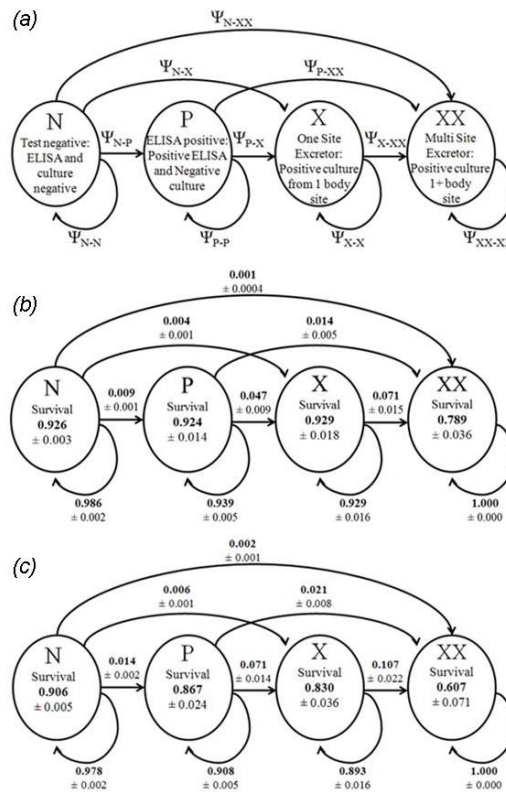 (a)
ΨN-XX
ΨN-X
ΨP-XX
N
Test negative:
ELISA and
culture
negative
ΨN-P
P
ELISA positive:
Positive ELISA
and Negative
culture
ΨP-X
X
One Site
Excretor:
Positive culture
from 1 body
site
ΨX-XX
XX
Multi Site
Excretor:
Positive culture
1+ body
site
ΨN-N
ΨP-P
ΨX-X
ΨXX-XX
(b)
0.001
± 0.0004
0.004
± 0.001
0.014
± 0.005
N
Survival
0.926
± 0.003
0.009
± 0.001
P
Survival
0.924
± 0.014
0.047
± 0.009
X
Survival
0.929
± 0.018
0.071
± 0.015
XX
Survival
0.789
± 0.036
0.986
± 0.002
0.939
± 0.005
0.929
± 0.016
1.000
± 0.000
(c)
0.002
± 0.001
0.006
± 0.001
0.021
± 0.008
N
Survival
0.906
± 0.005
0.014
± 0.002
P
Survival
0.867
± 0.024
0.071
± 0.014
X
Survival
0.830
± 0.036
0.107
± 0.022
XX
Survival
0.607
± 0.071
0.978
± 0.002
0.908
± 0.005
0.893
± 0.016
1.000
± 0.000